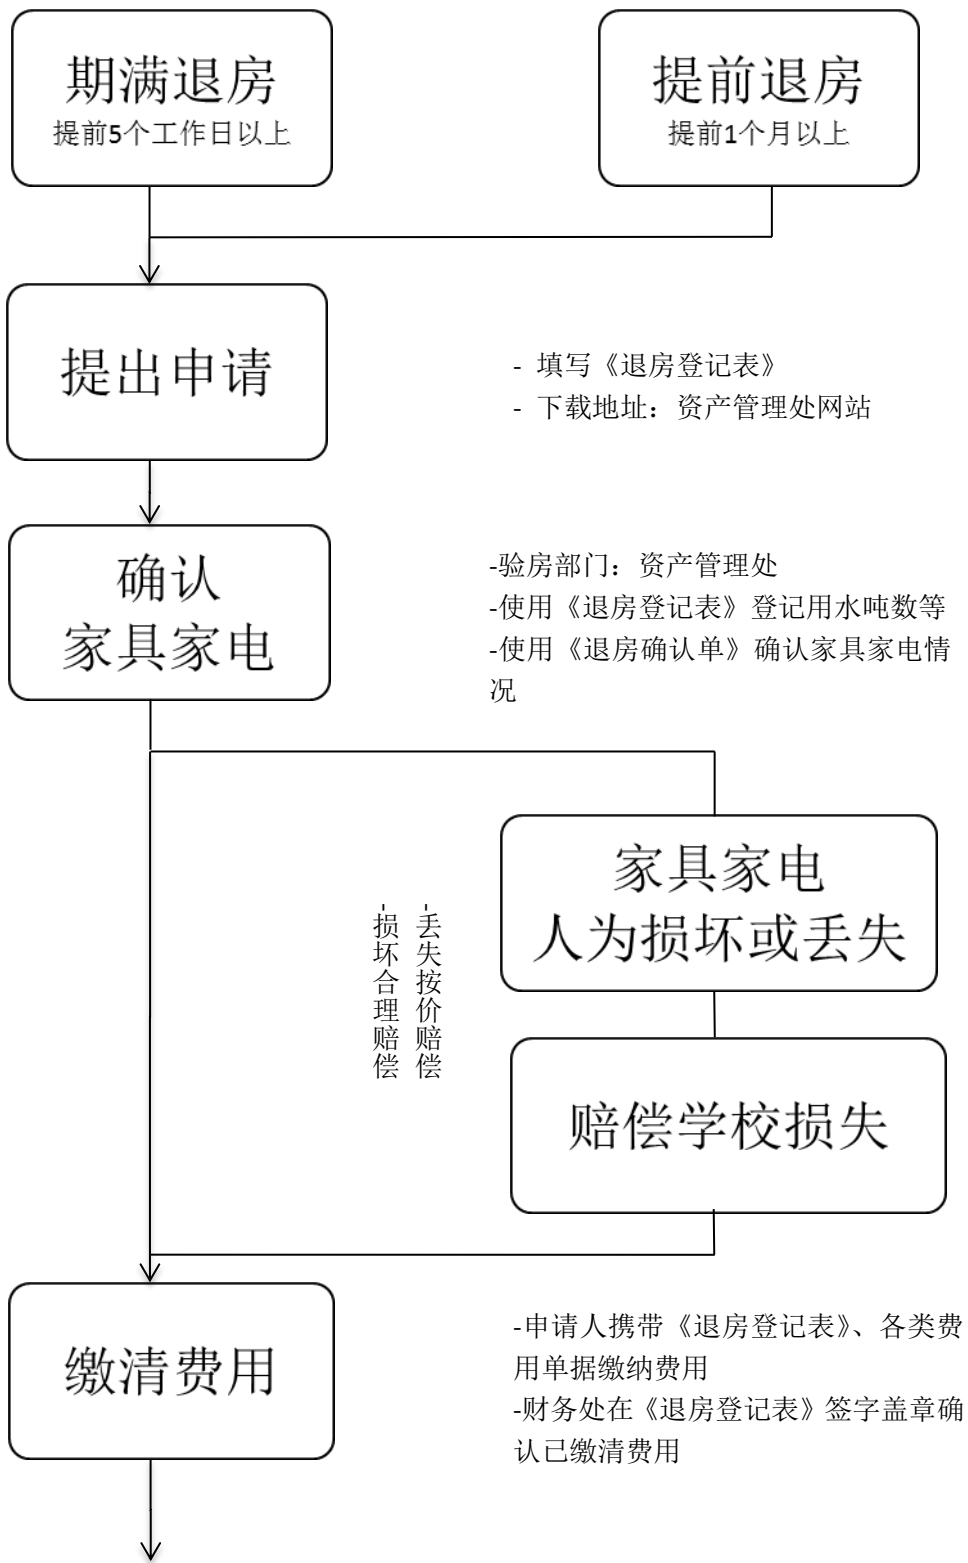 期满退房
提前5个工作日以上
提前退房
提前1个月以上
提出申请
- 填写《退房登记表》
- 下载地址：资产管理处网站
确认
家具家电
-验房部门：资产管理处
-使用《退房登记表》登记用水吨数等
-使用《退房确认单》确认家具家电情
况
家具家电
人为损坏或丢失
-丢失按价赔偿
-损坏合理赔偿
赔偿学校损失
缴清费用
-申请人携带《退房登记表》、各类费
用单据缴纳费用
-财务处在《退房登记表》签字盖章确
认已缴清费用